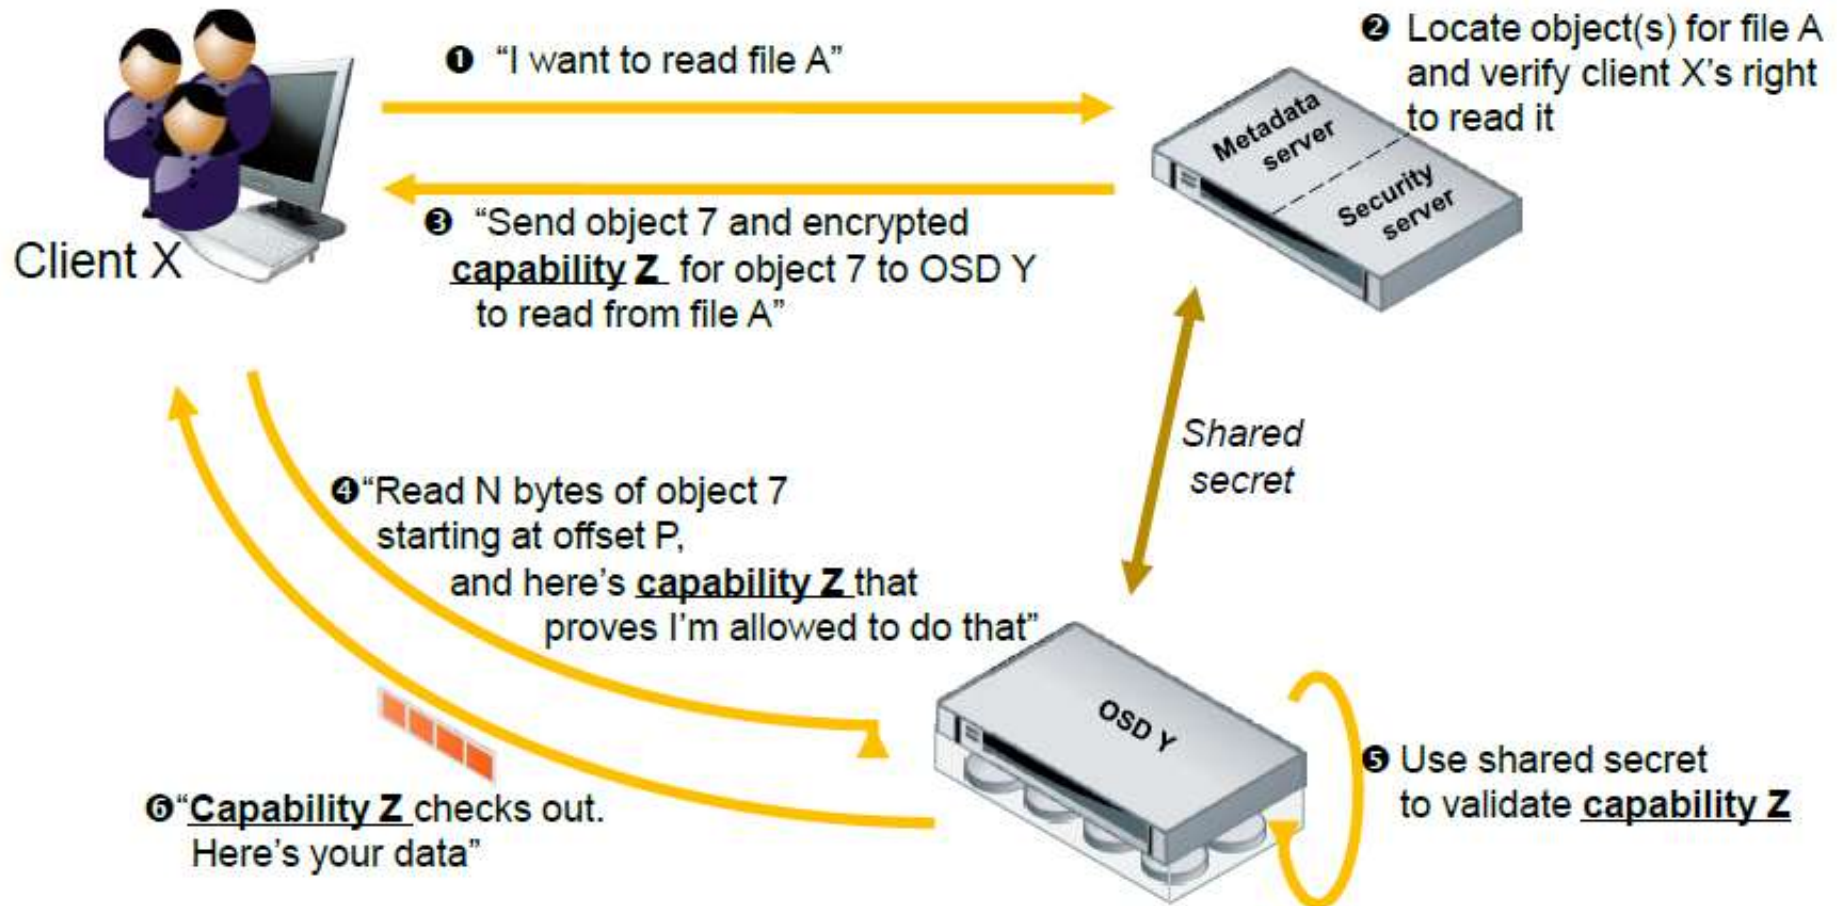 ❶ “I want to read file A”
❷ Locate object(s) for file A
and verify client X’s right
to read it
Metadata
server
Security
server
Client X
❸ “Send object 7 and encrypted
capability Z for object 7 to OSD Y
to read from file A”
Shared
secret
❹“Read N bytes of object 7
starting at offset P,
and here’s capability Z that
proves I’m allowed to do that”
OSD Y
❺ Use shared secret
to validate capability Z
❻“Capability Z checks out.
Here’s your data”